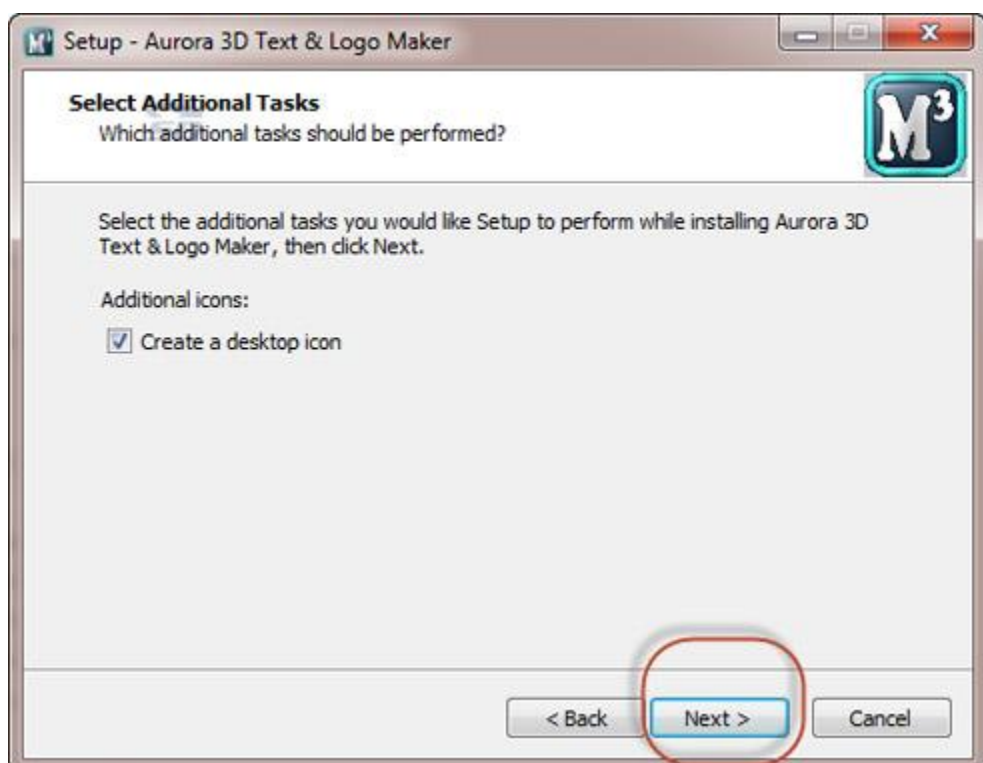 Setup - Aurora 3D Text & Logo Maker
Select Additional Tasks
Which additional tasks should be performed?
M3
Select the additional tasks you would like Setup to perform while installing Aurora 3D
Text & Logo Maker, then click Next.
Additional icons:
Create a desktop icon
< Back
Next >
Cancel